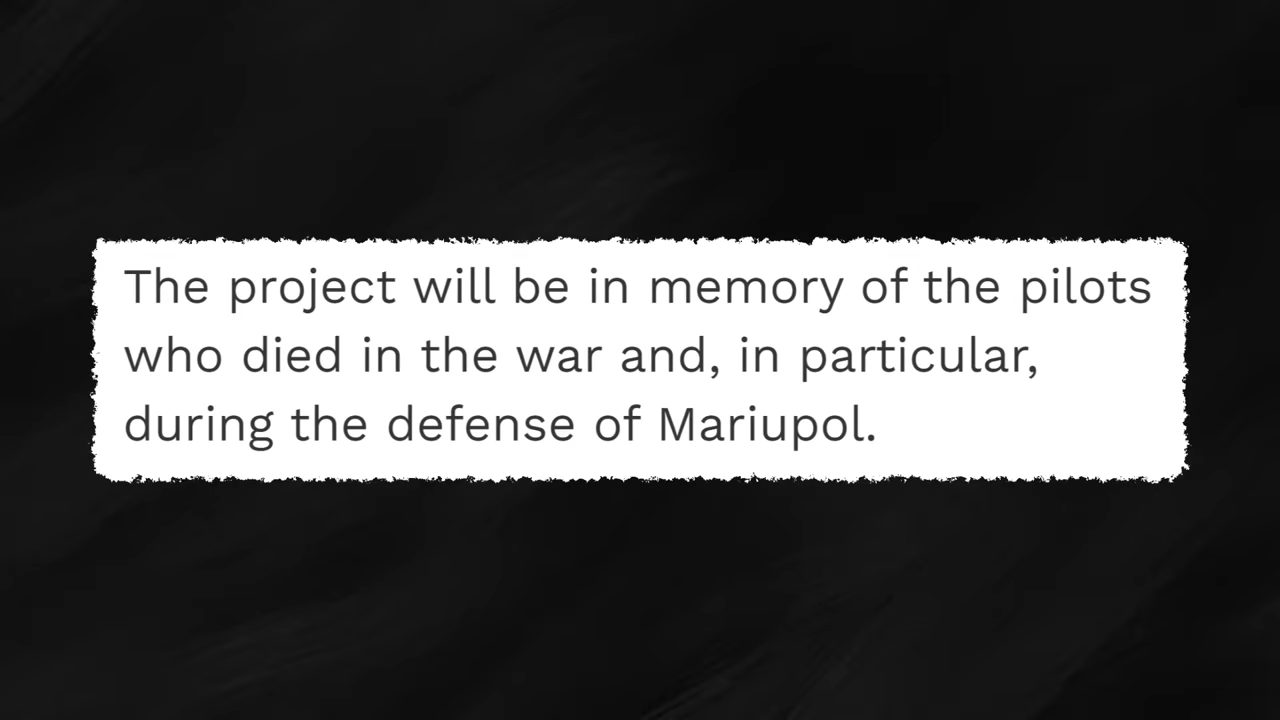 The project will be in memory of the pilots
who died in the war and, in particular,
during the defense of Mariupol.